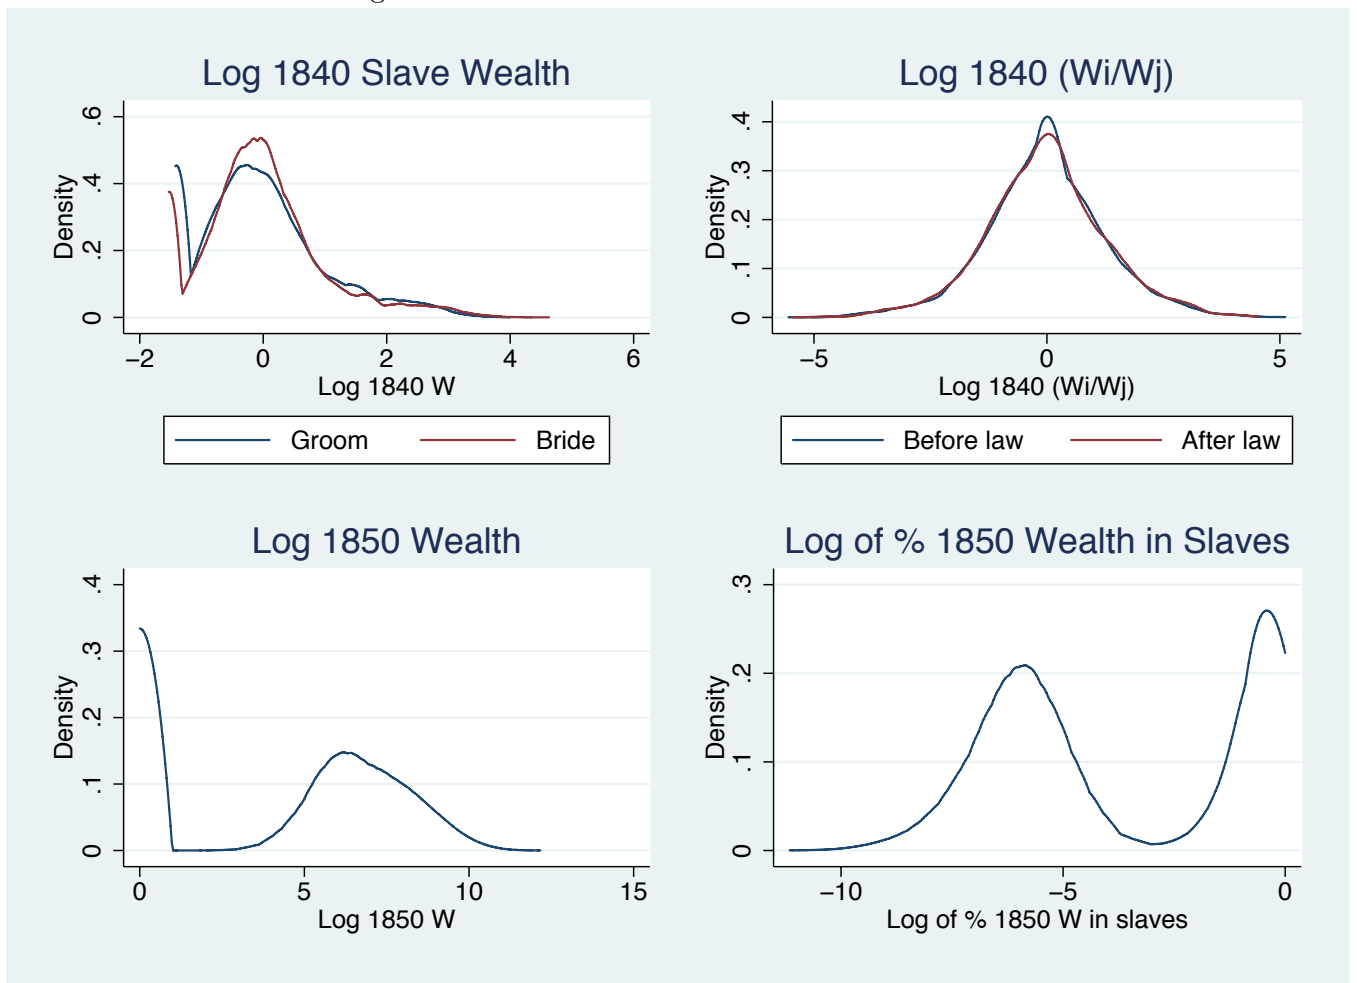 Log 1840 Slave Wealth
Density
0 .2 .4 .6
−2 0 2 4 6
Log 1840 W
Groom Bride
Log 1840 (Wi/Wj)
Density
0 .1 .2 .3 .4
−5 0 5
Log 1840 (Wi/Wj)
Before law After law
Log 1850 Wealth
Density
0 .1 .2 .3 .4
0 5 10 15
Log 1850 W
Log of % 1850 Wealth in Slaves
Density
0 .1 .2 .3
−10 −5 0
Log of % 1850 W in slaves